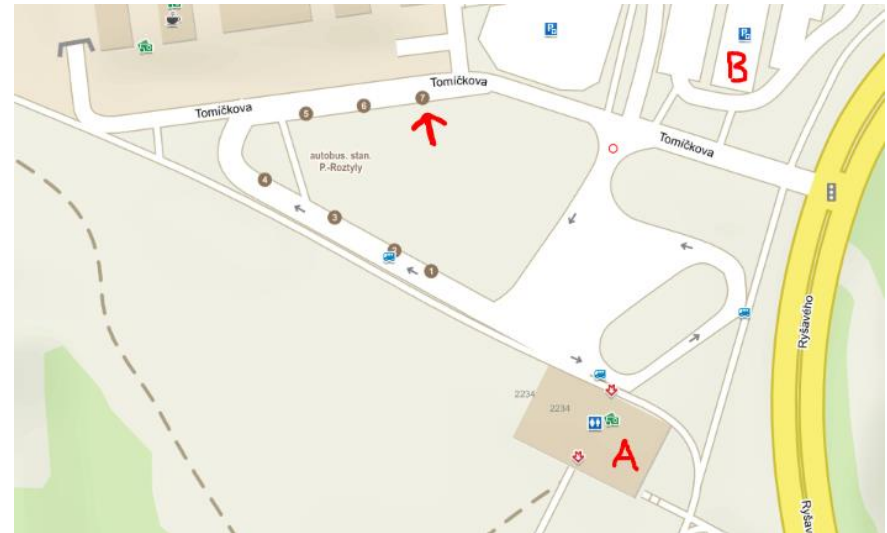 P
P
B
Tomíčkova
7
6
5
Tomíčkova
autobus. stan.
P.-Roztyly
Tomíčkova
4
3
2
1
Ryšavého
2234
2234
A
Ryšav